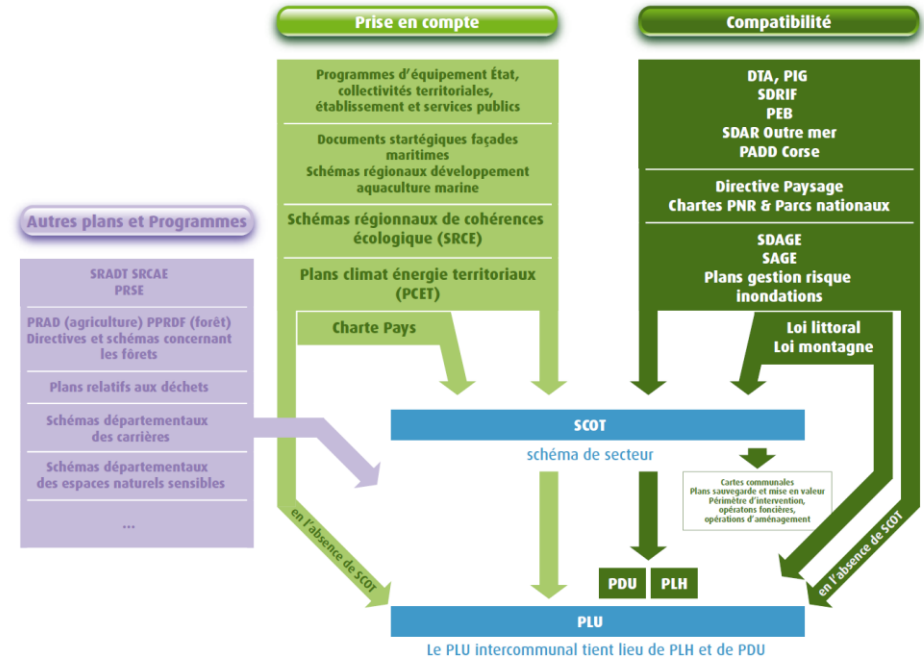 Prise en compte
Compatibilité
Programmes d'équipement État,
collectivités territoriales,
établissement et services publics
Documents startégiques façades
maritimes
Schémas régionaux développement
aquaculture marine
Schémas régionnaux de cohérences
écologique (SRCE)
Plans climat énergie territoriaux
(PCET)
Charte Pays
DTA, PIG
SDRIF
PEB
SDAR Outre mer
PADD Corse
Directive Paysage
Chartes PNR & Parcs nationaux
SDAGE
SAGE
Plans gestion risque
inondations
Loi littoral
Loi montagne
Autres plans et Programmes
SRADT SRCAE
PRSE
PRAD (agriculture) PPRDF (forêt)
Directives et schémas concernant
les fôrets
Plans relatifs aux déchets
Schémas départementaux
des carrières
Schémas départementaux
des espaces naturels sensibles
...
SCOT
schéma de secteur
Cartes communales
Plans sauvegarde et mise en valeur
Périmètre d'intervention,
opératons foncières,
opérations d'aménagement
en l'absence de SCOT
en l'absence de SCOT
PDU
PLH
PLU
Le PLU intercommunal tient lieu de PLH et de PDU